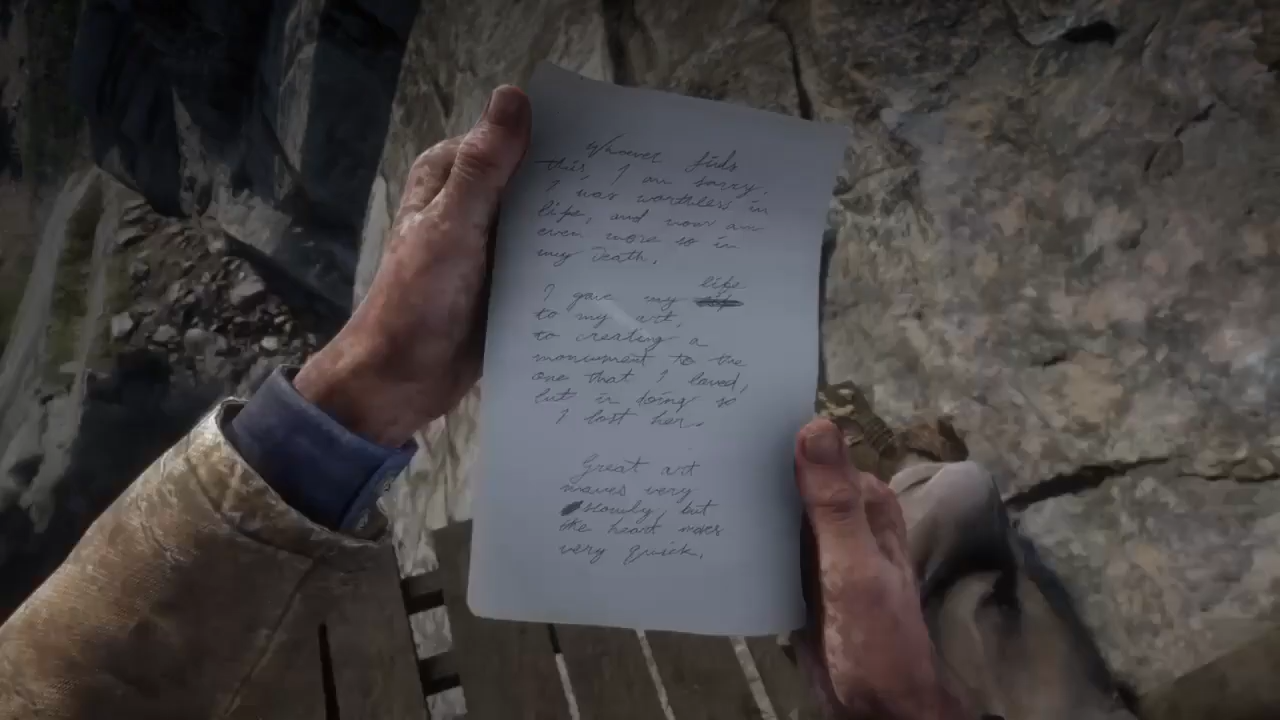 Whoever finds
this, I am sorry.
I was worthless in
life, and now am
even more so in
my Death.
I gave my life
to my art,
to creating a
monument to the
one that I loved,
but in doing so
I lost her.
Great art
moves very
slowly, but
the heart moves
very quick.